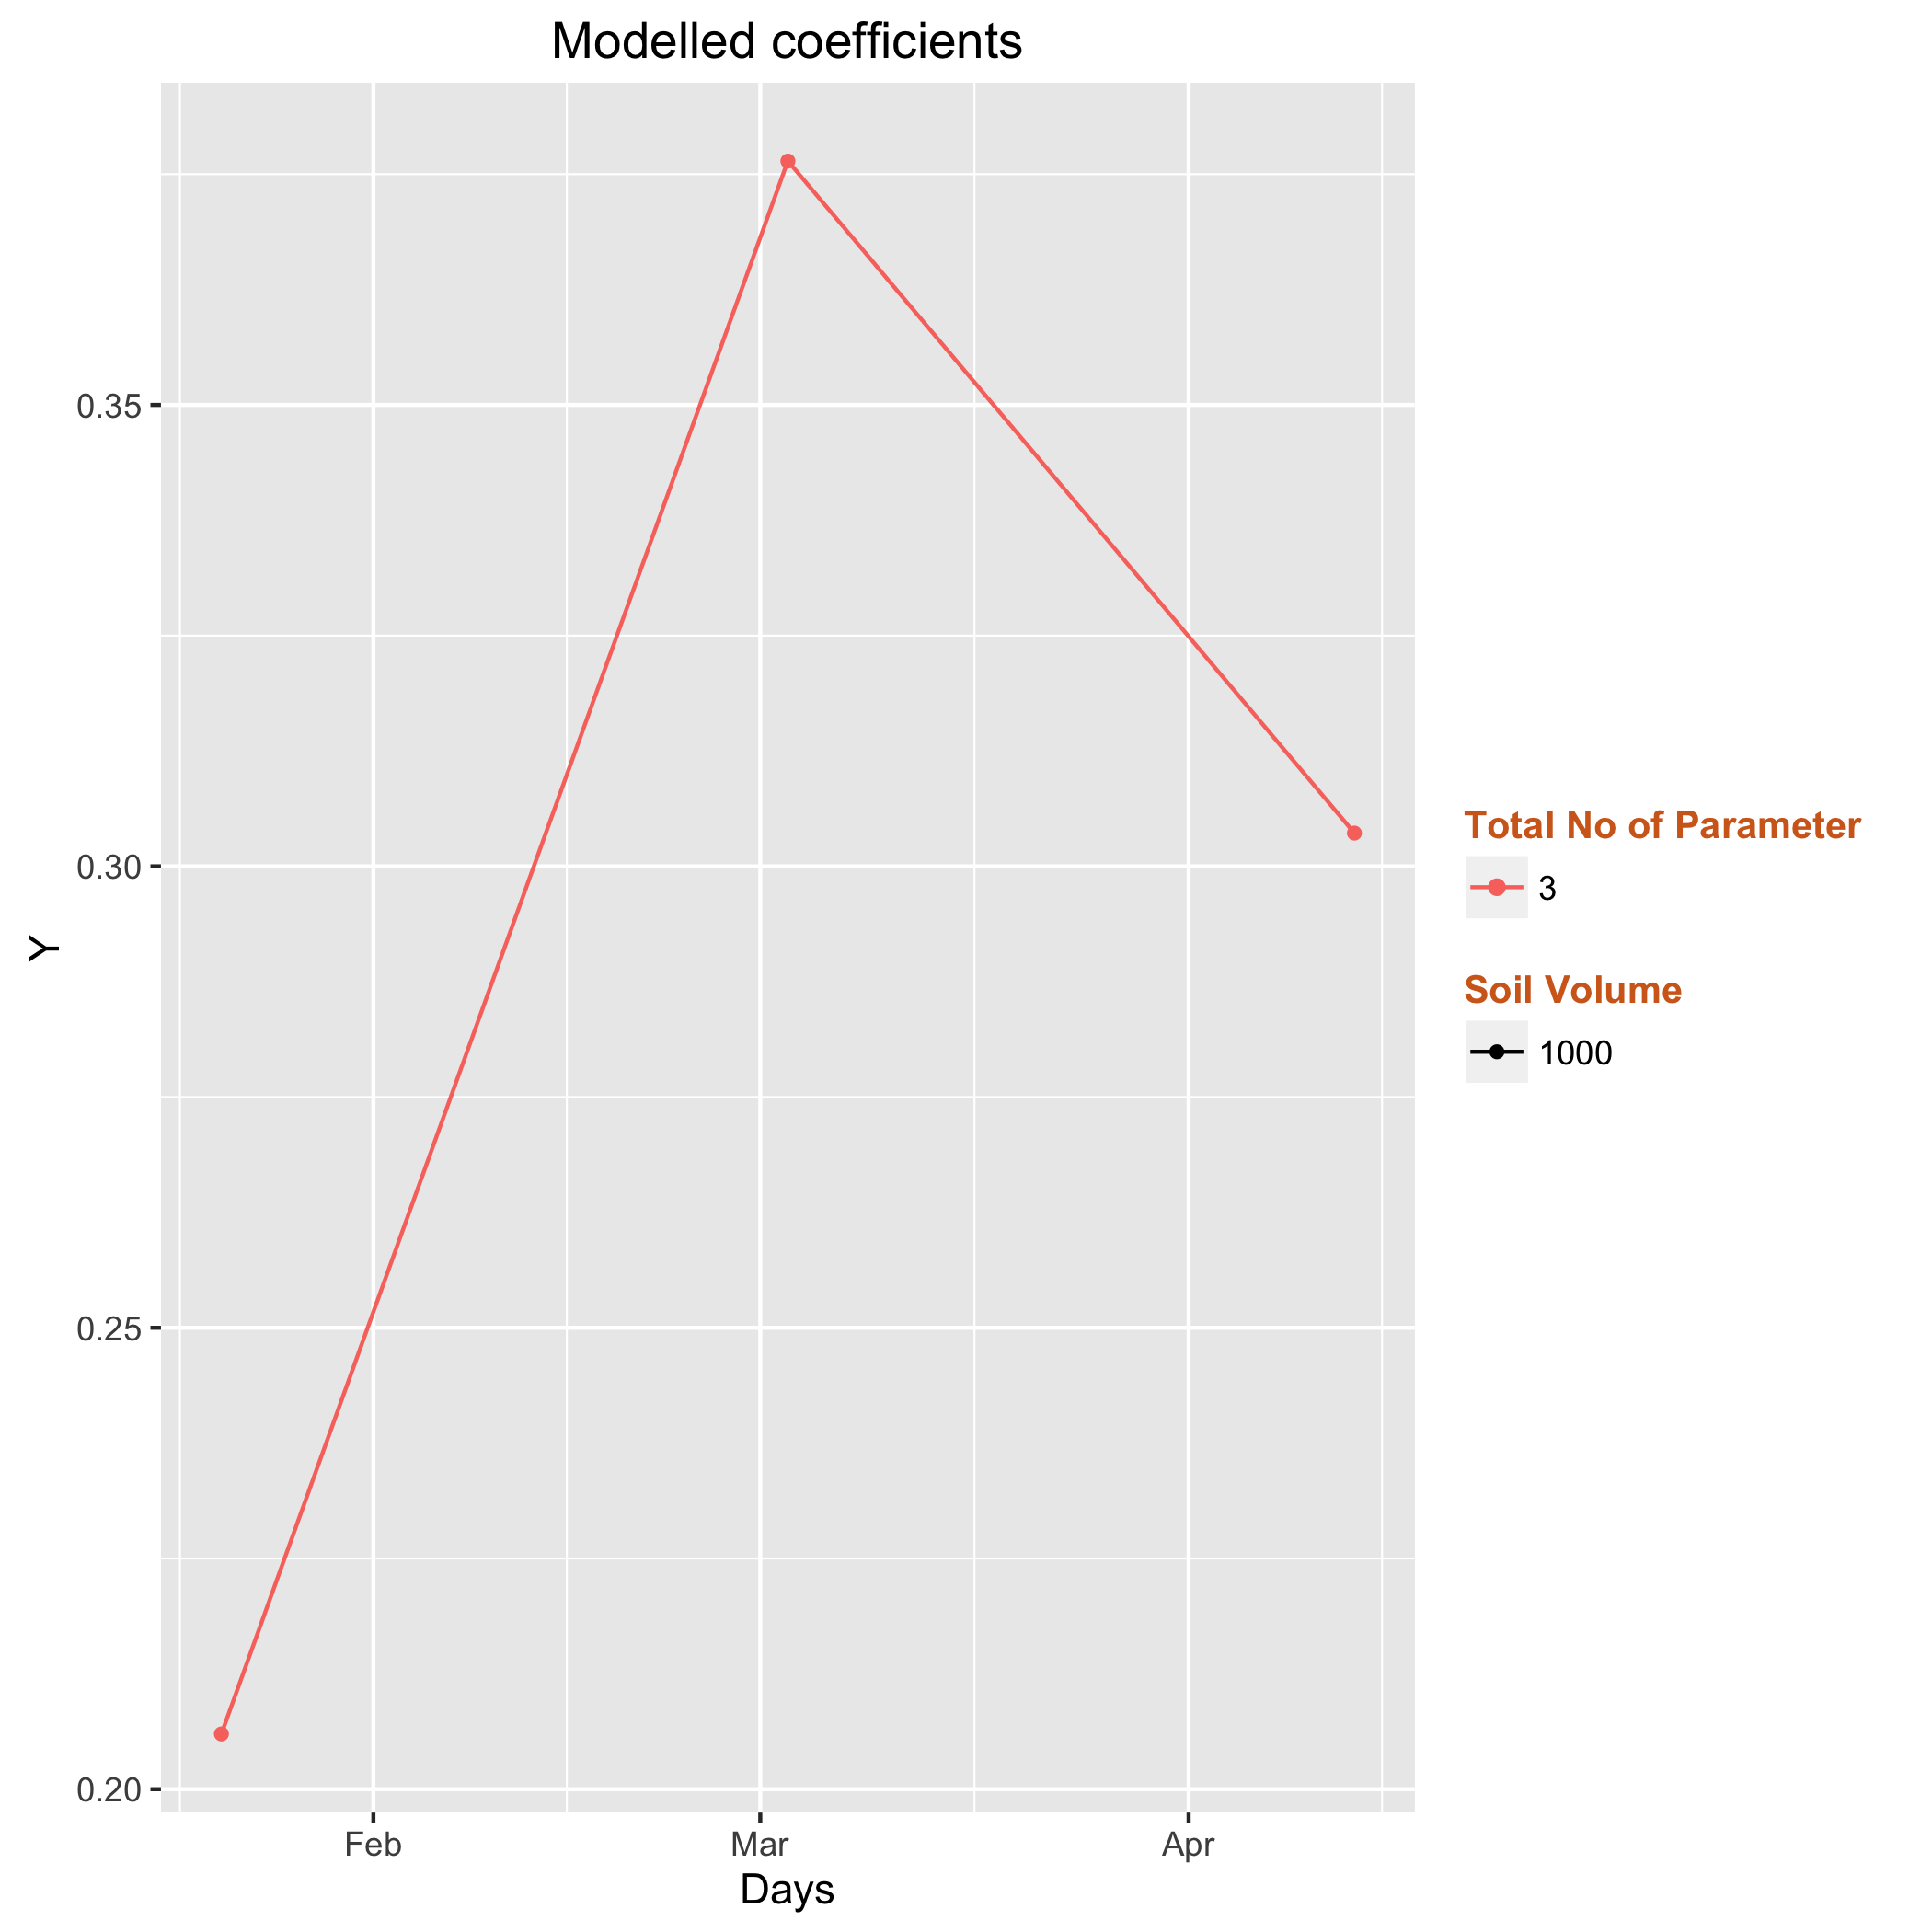 Modelled coefficients
0.35
0.30
0.25
0.20
Y
Feb Mar Apr
Days
Total No of Parameter
3
Soil Volume
1000